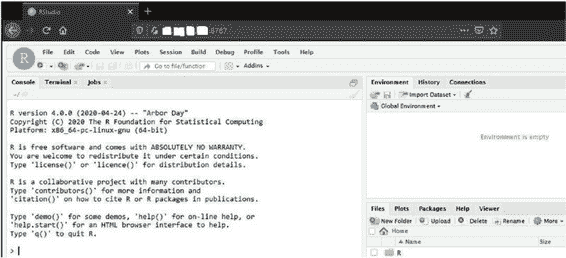 RStudio
:8787
R
File Edit Code View Plots Session Build Debug Profile Tools Help
Go to file/function
Addins
Console Terminal Jobs
R version 4.0.0 (2020-04-24) -- "Arbor Day"
Copyright (C) 2020 The R Foundation for Statistical Computing
Platform: x86_64-pc-linux-gnu (64-bit)
R is free software and comes with ABSOLUTELY NO WARRANTY.
You are welcome to redistribute it under certain conditions.
Type 'license()' or 'licence()' for distribution details.
R is a collaborative project with many contributors.
Type 'contributors()' for more information and
'citation()' on how to cite R or R packages in publications.
Type 'demo()' for some demos, 'help()' for on-line help, or
'help.start()' for an HTML browser interface to help.
Type 'q()' to quit R.
>
Environment History Connections
Import Dataset
Global Environment
Environment is empty
Files Plots Packages Help Viewer
New Folder Upload Delete Rename More
Home
Name Size
R